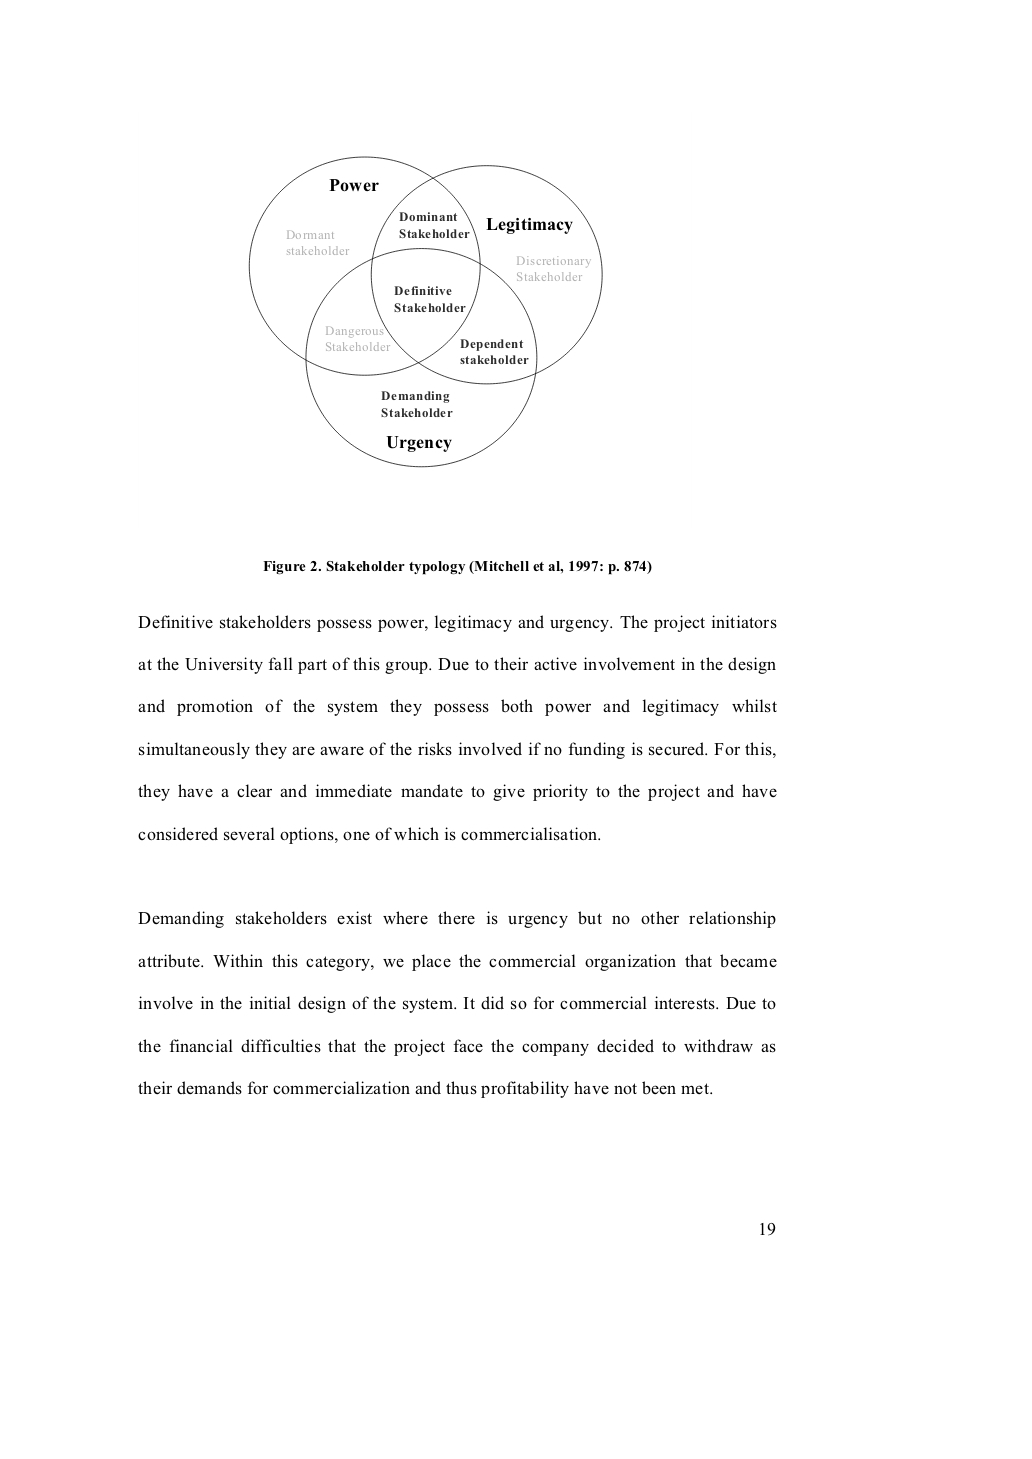 Power
Dominant
Stakeholder
Legitimacy
Dormant
stakeholder
Discretionary
Stakeholder
Definitive
Stakeholder
Dangerous
Stakeholder
Dependent
stakeholder
Demanding
Stakeholder
Urgency
Figure 2. Stakeholder typology (Mitchell et al, 1997: p. 874)
Definitive stakeholders possess power, legitimacy and urgency. The project initiators
at the University fall part of this group. Due to their active involvement in the design
and promotion of the system they possess both power and legitimacy whilst
simultaneously they are aware of the risks involved if no funding is secured. For this,
they have a clear and immediate mandate to give priority to the project and have
considered several options, one of which is commercialisation.
Demanding stakeholders exist where there is urgency but no other relationship
attribute. Within this category, we place the commercial organization that became
involve in the initial design of the system. It did so for commercial interests. Due to
the financial difficulties that the project face the company decided to withdraw as
their demands for commercialization and thus profitability have not been met.
19